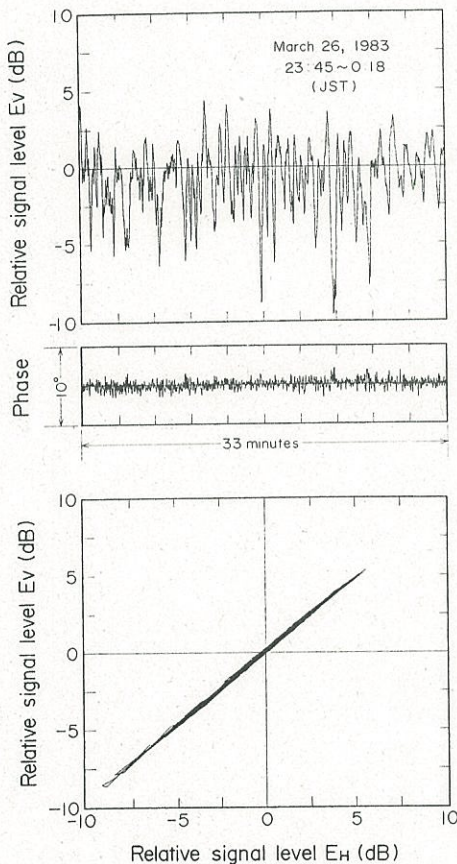 Relative signal level Ev (dB)
10
5
0
-5
-10
March 26, 1983
23:45~0:18
(JST)
Phase
10°
33 minutes
Relative signal level Ev (dB)
10
5
0
-5
-10
-10
-5
0
5
10
Relative signal level EH (dB)